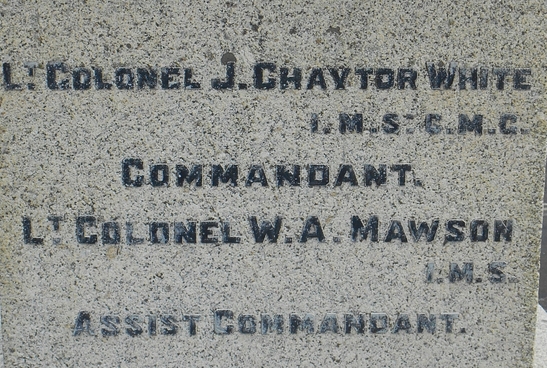 LT COLONEL J. CHAYTOR WHITE
I.M.S. C.M.G.
COMMANDANT.
LT COLONEL W.A. MAWSON
I.M.S.
ASSIST COMMANDANT.